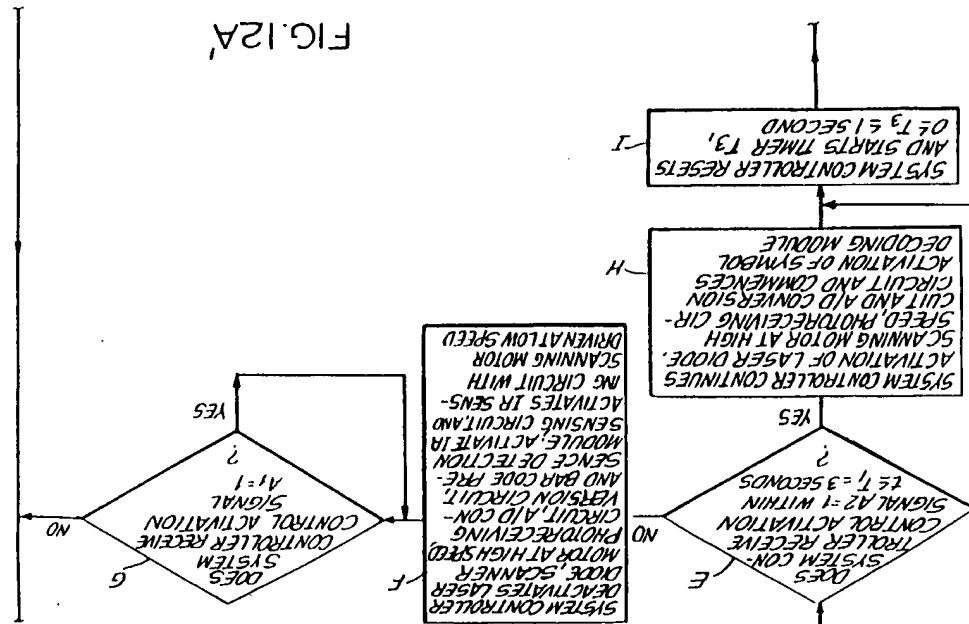 DOES
SYSTEM CON-
TROLLER RECEIVE
CONTROL ACTIVATION
SIGNAL A2=1 WITHIN
t ≤ T₁ = 3 SECONDS
?
E
NO
YES
SYSTEM CONTROLLER
DEACTIVATES LASER
DIODE, SCANNER
MOTOR AT HIGH SPEED,
PHOTORECEIVING
CIRCUIT, A/D CON-
VERSION CIRCUIT,
AND BAR CODE PRE-
SENCE DETECTION
MODULE, ACTIVATE IA
SENSING CIRCUIT, AND
ACTIVATES IR SENS-
ING CIRCUIT WITH
SCANNING MOTOR
DRIVEN AT LOW SPEED
F
DOES
SYSTEM
CONTROLLER RECEIVE
CONTROL ACTIVATION
SIGNAL
A₁=1
?
G
NO
YES
SYSTEM CONTROLLER CONTINUES
ACTIVATION OF LASER DIODE,
SCANNING MOTOR AT HIGH
SPEED, PHOTORECEIVING CIR-
CUIT AND A/D CONVERSION
CIRCUIT AND COMMENCES
ACTIVATION OF SYMBOL
DECODING MODULE
H
SYSTEM CONTROLLER RESETS
AND STARTS TIMER T3,
0 ≤ T₃ ≤ 1 SECOND
I
FIG. 12A'